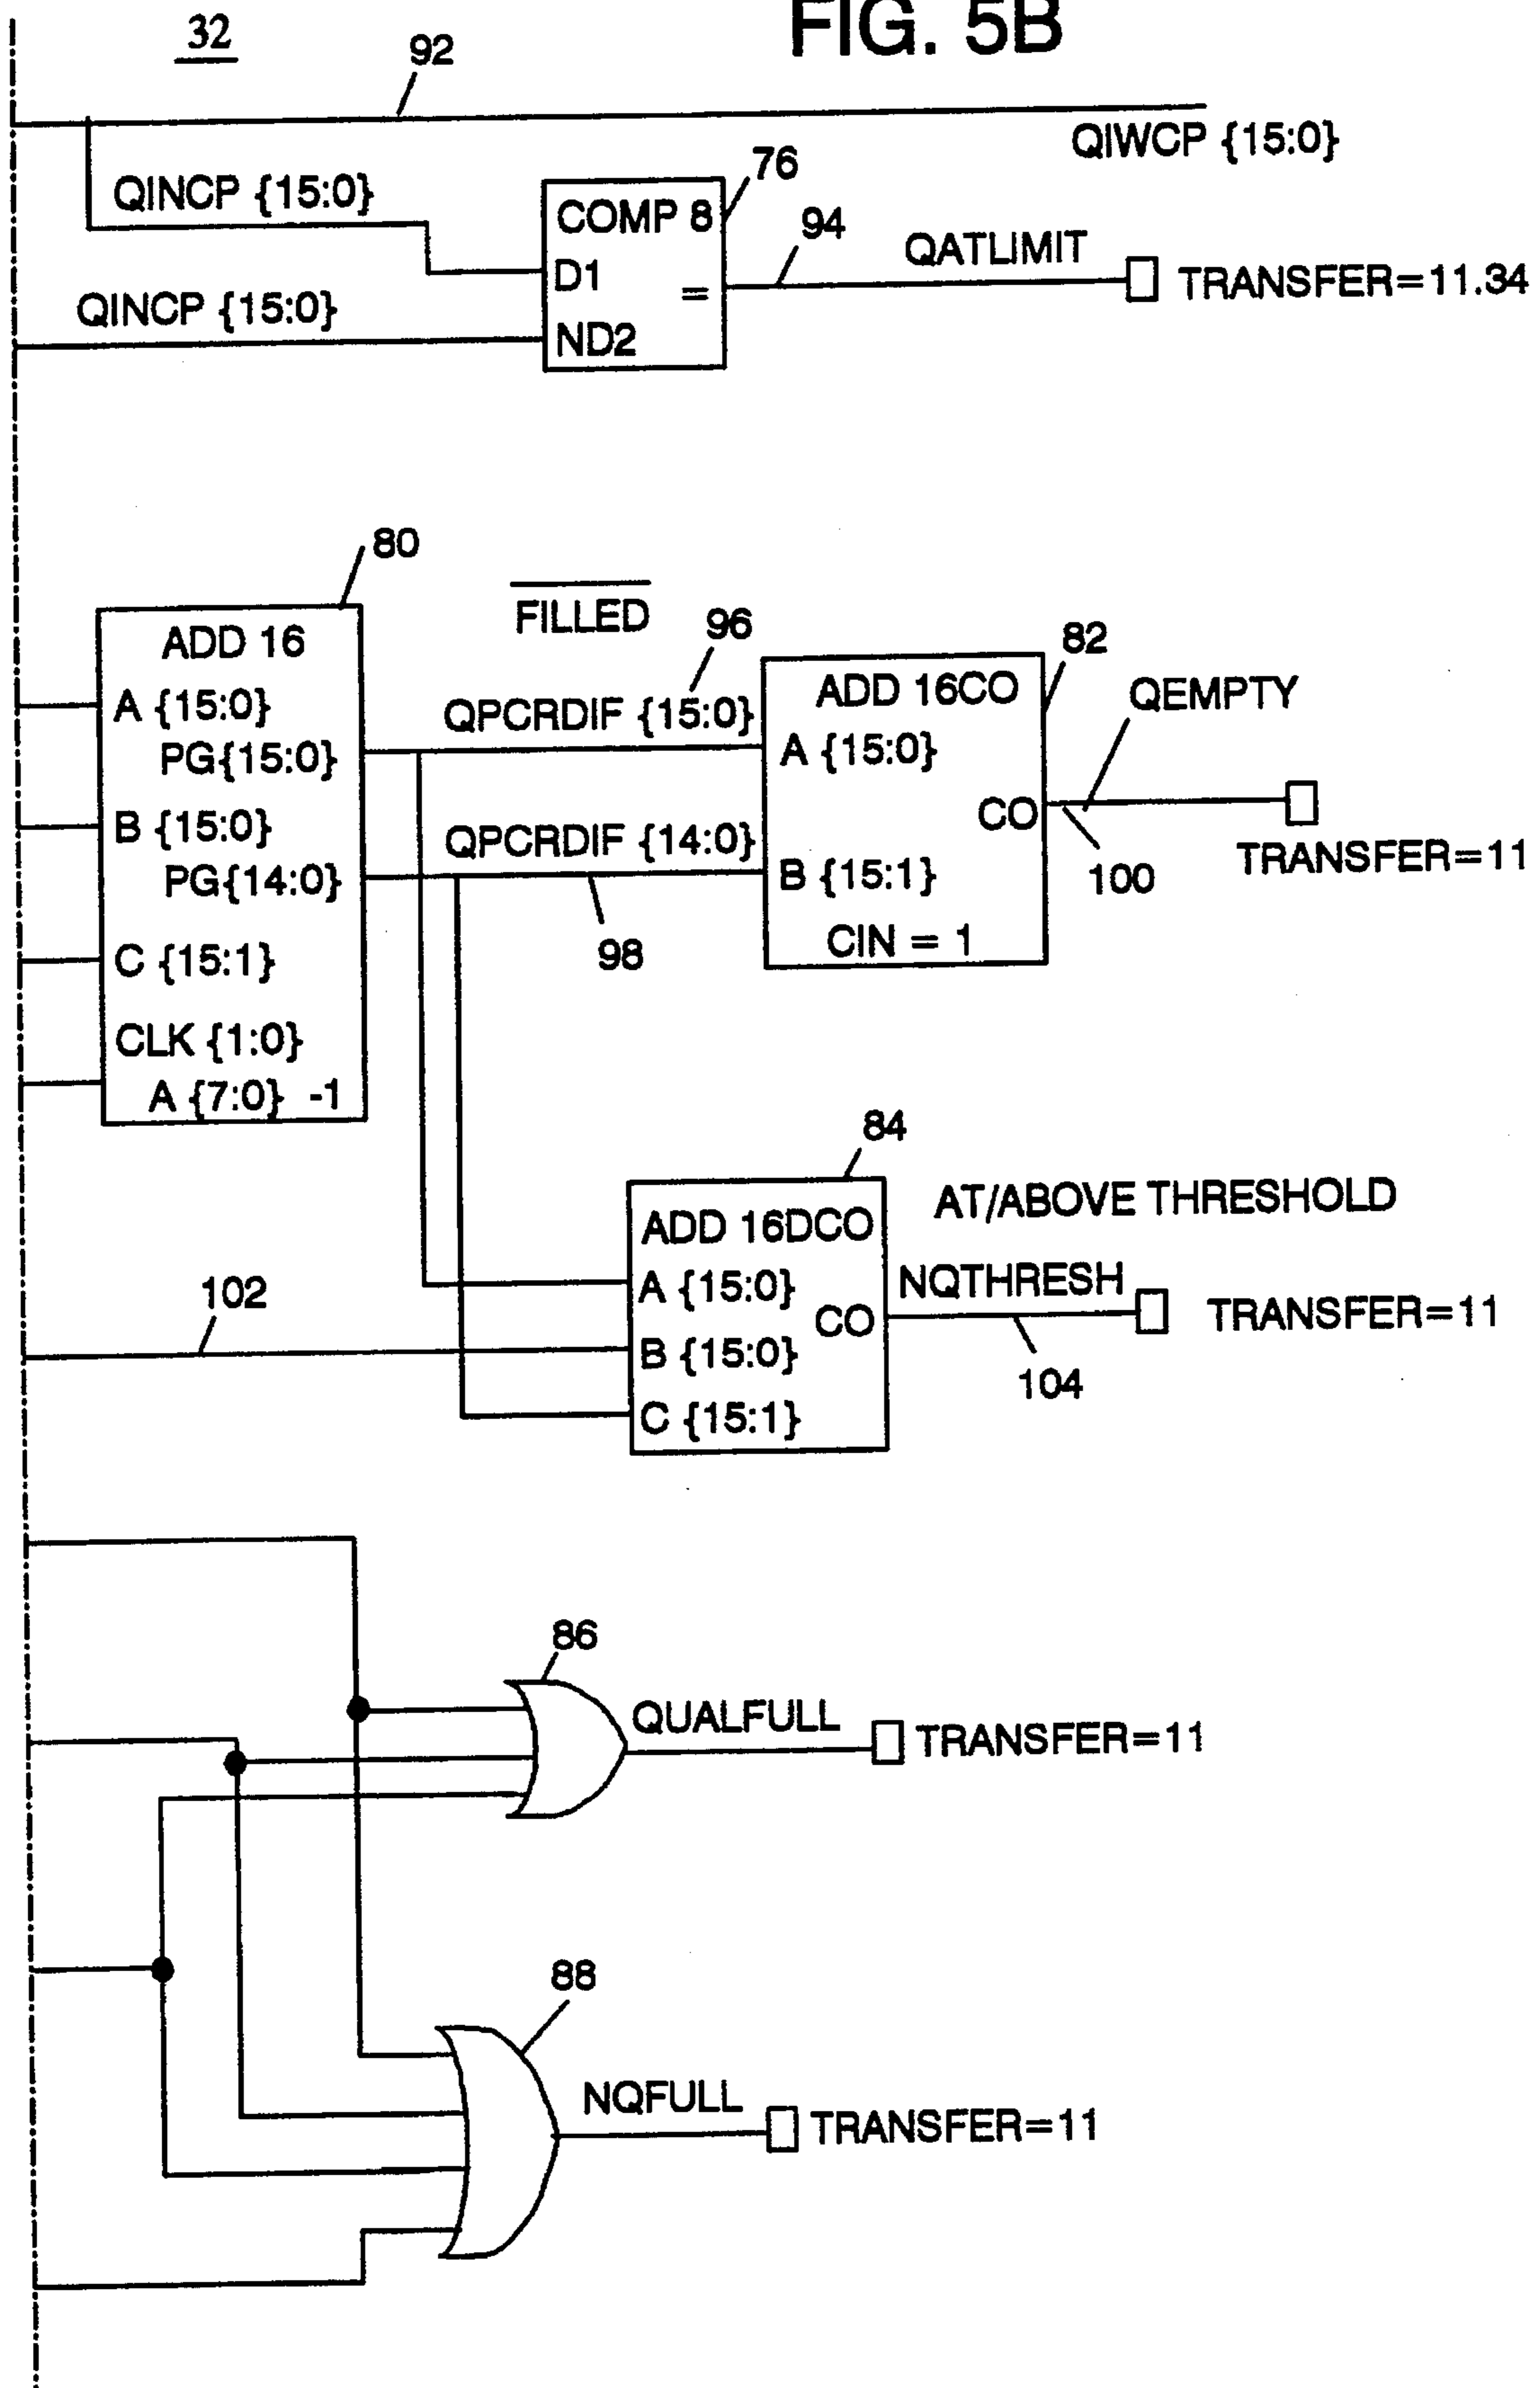 FIG. 5B
32
92
QIWCP {15:0}
QINCP {15:0}
76
COMP 8
D1
=
ND2
94
QATLIMIT
TRANSFER=11.34
QINCP {15:0}
80
ADD 16
A {15:0}
PG{15:0}
B {15:0}
PG{14:0}
C {15:1}
CLK {1:0}
A {7:0} -1
FILLED
96
QPCRDIF {15:0}
QPCRDIF {14:0}
98
82
ADD 16CO
A {15:0}
CO
B {15:1}
CIN = 1
QEMPTY
100
TRANSFER=11
84
ADD 16DCO
A {15:0}
CO
B {15:0}
C {15:1}
AT/ABOVE THRESHOLD
NQTHRESH
TRANSFER=11
104
102
86
QUALFULL
TRANSFER=11
88
NQFULL
TRANSFER=11